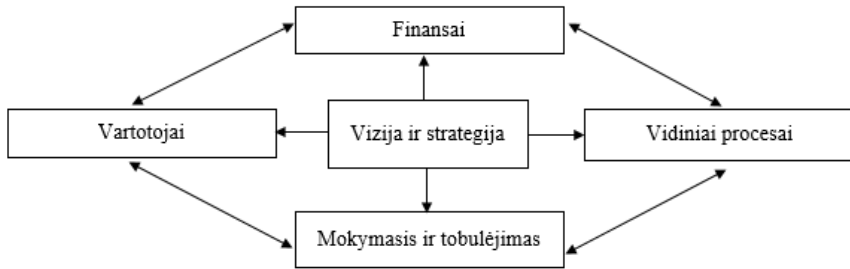 Finansai
Vartotojai
Vizija ir strategija
Vidiniai procesai
Mokymasis ir tobulėjimas